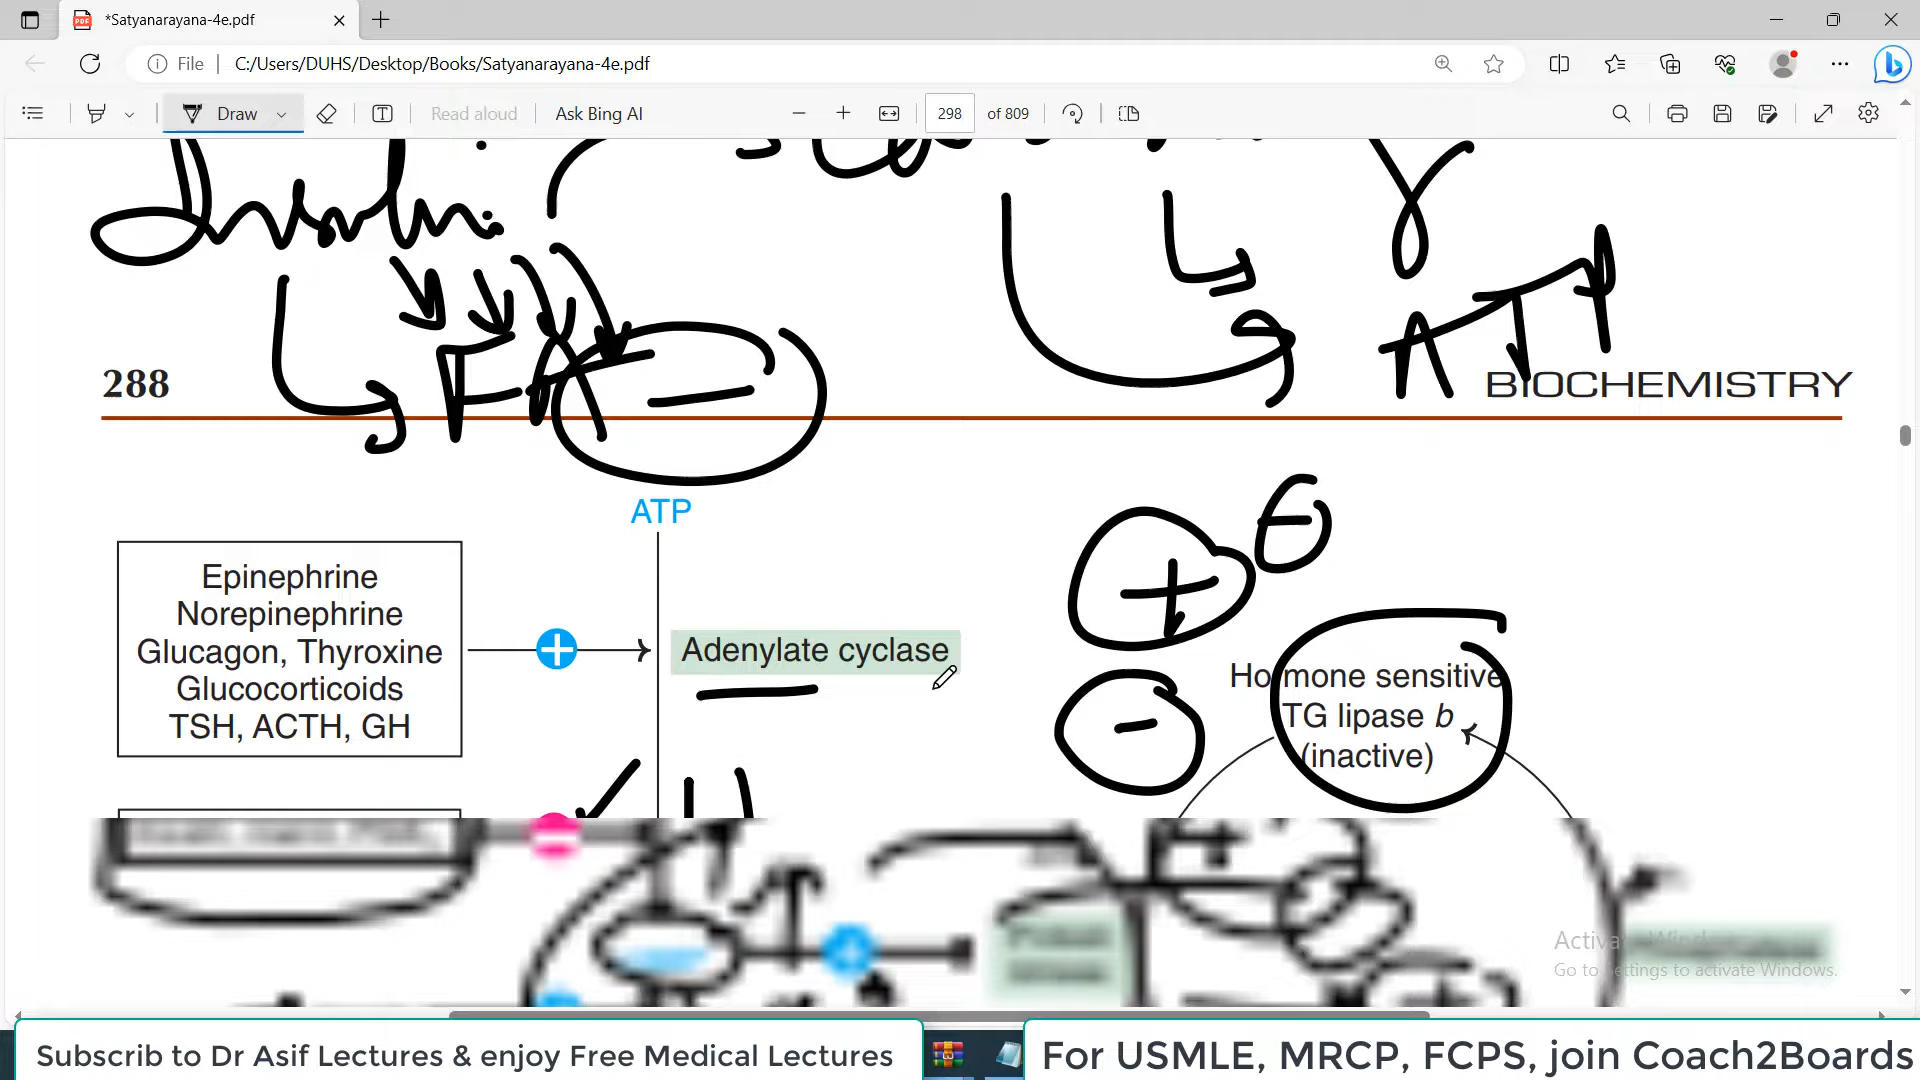 *Satyanarayana-4e.pdf
File
C:/Users/DUHS/Desktop/Books/Satyanarayana-4e.pdf
Draw
Read aloud
Ask Bing AI
298 of 809
Insulin
ATP
288
BIOCHEMISTRY
ATP
Epinephrine
Norepinephrine
Glucagon, Thyroxine
Glucocorticoids
TSH, ACTH, GH
Adenylate cyclase
Hormone sensitive
TG lipase b
(inactive)
Activate Windows
Go to Settings to activate Windows.
Subscrib to Dr Asif Lectures & enjoy Free Medical Lectures
For USMLE, MRCP, FCPS, join Coach2Boards